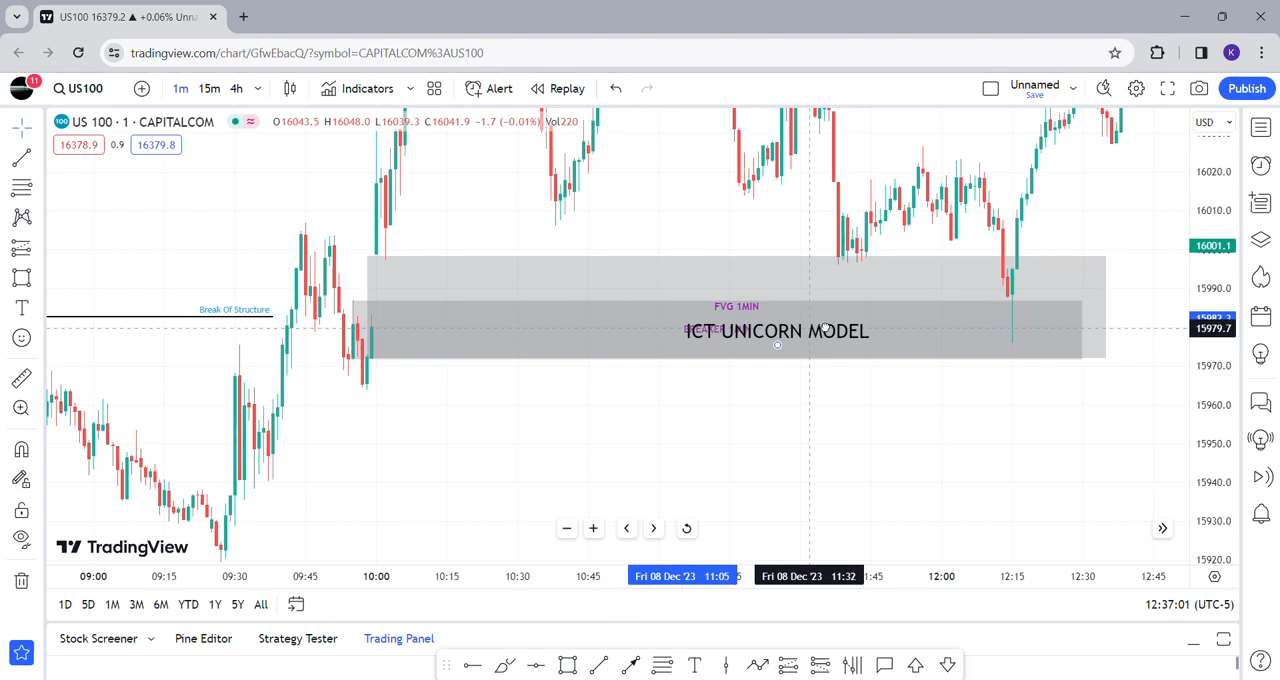 US100 16379.2 ▲ +0.06% Unna
tradingview.com/chart/GfwEbacQ/?symbol=CAPITALCOM%3AUS100
K
11
US100
1m 15m 4h
Indicators
Alert
Replay
Unnamed
Save
Publish
100 US 100 · 1 · CAPITALCOM
O16043.5 H16048.0 L16039.3 C16041.9 −1.7 (−0.01%) Vol220
USD
16378.9 0.9 16379.8
16020.0
16010.0
16001.1
15990.0
15979.7
15970.0
15960.0
15950.0
15940.0
15930.0
15920.0
Break Of Structure
FVG 1MIN
ICT UNICORN MODEL
TradingView
09:00 09:15 09:30 09:45 10:00 10:15 10:30 10:45 Fri 08 Dec '23 11:05 Fri 08 Dec '23 11:32 :45 12:00 12:15 12:30 12:45
1D 5D 1M 3M 6M YTD 1Y 5Y All
12:37:01 (UTC-5)
Stock Screener Pine Editor Strategy Tester Trading Panel